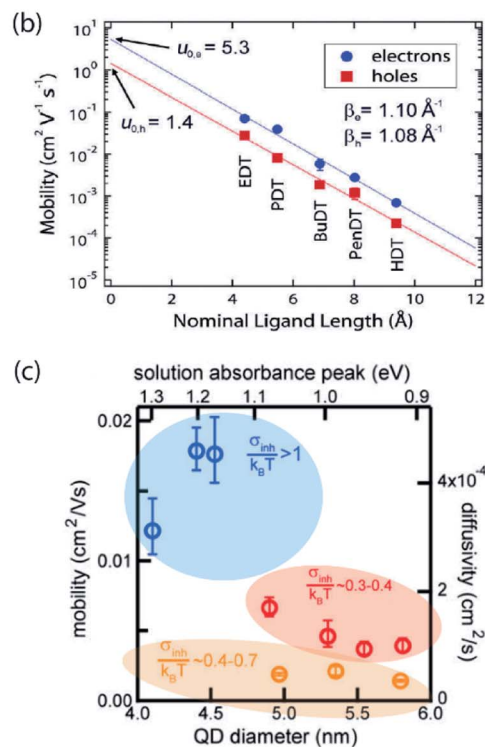 (b)
u0,e = 5.3
u0,h = 1.4
electrons
holes
βe = 1.10 Å-1
βh = 1.08 Å-1
Mobility (cm2 V-1 s-1)
10^1
10^0
10^-1
10^-2
10^-3
10^-4
10^-5
EDT
PDT
BuDT
PenDT
HDT
0 2 4 6 8 10 12
Nominal Ligand Length (Å)
(c)
solution absorbance peak (eV)
1.3 1.2 1.1 1.0 0.9
mobility (cm2/Vs)
0.02
0.01
0.00
σinh/kBT >1
σinh/kBT ~0.3-0.4
σinh/kBT ~0.4-0.7
4x10^-4
2
0
diffusivity (cm2/s)
4.0 4.5 5.0 5.5 6.0
QD diameter (nm)